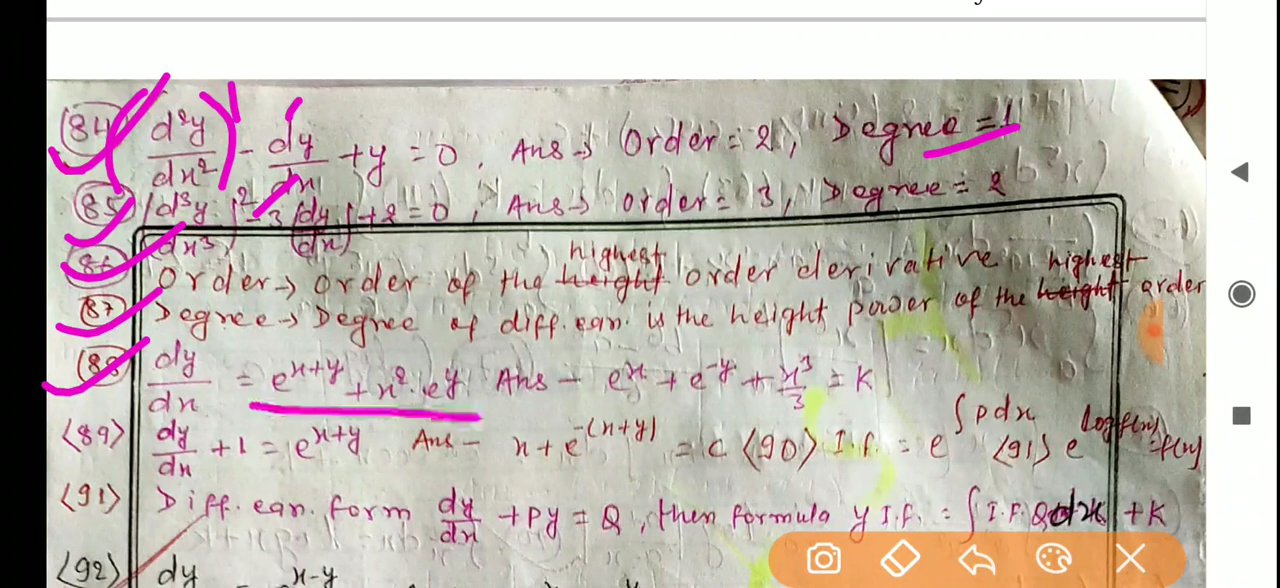 (84) d²y/dx² - dy/dx + y = 0, Ans → Order = 2, Degree = 1
(85) (d³y/dx³)² - 3(dy/dx) + 2 = 0, Ans → order = 3, Degree = 2
(86) Order → order of the height highest order derivative
(87) Degree → Degree of diff. eqn. is the height power of the height highest order
(88) dy/dx = e^(x+y) + x².e^y Ans - e^x + e^-y + x³/3 = K
<89> dy/dx + 1 = e^(x+y) Ans - x + e^-(x+y) = c <90> I.f. = e^∫pdx <91> e^log f(x) = f(x)
<91> Diff. eqn. form dy/dx + Py = Q, then formula y I.f. = ∫ I.F. Q dx + K
<92> dy x-y